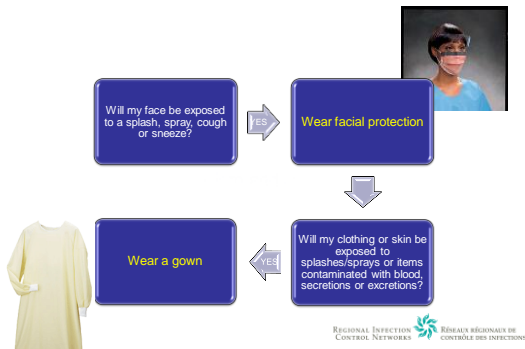 Will my face be exposed
to a splash, spray, cough
or sneeze?
YES
Wear facial protection
Will my clothing or skin be
exposed to
splashes/sprays or items
contaminated with blood,
secretions or excretions?
YES
Wear a gown
REGIONAL INFECTION
CONTROL NETWORKS
RÉSEAUX RÉGIONAUX DE
CONTRÔLE DES INFECTIONS